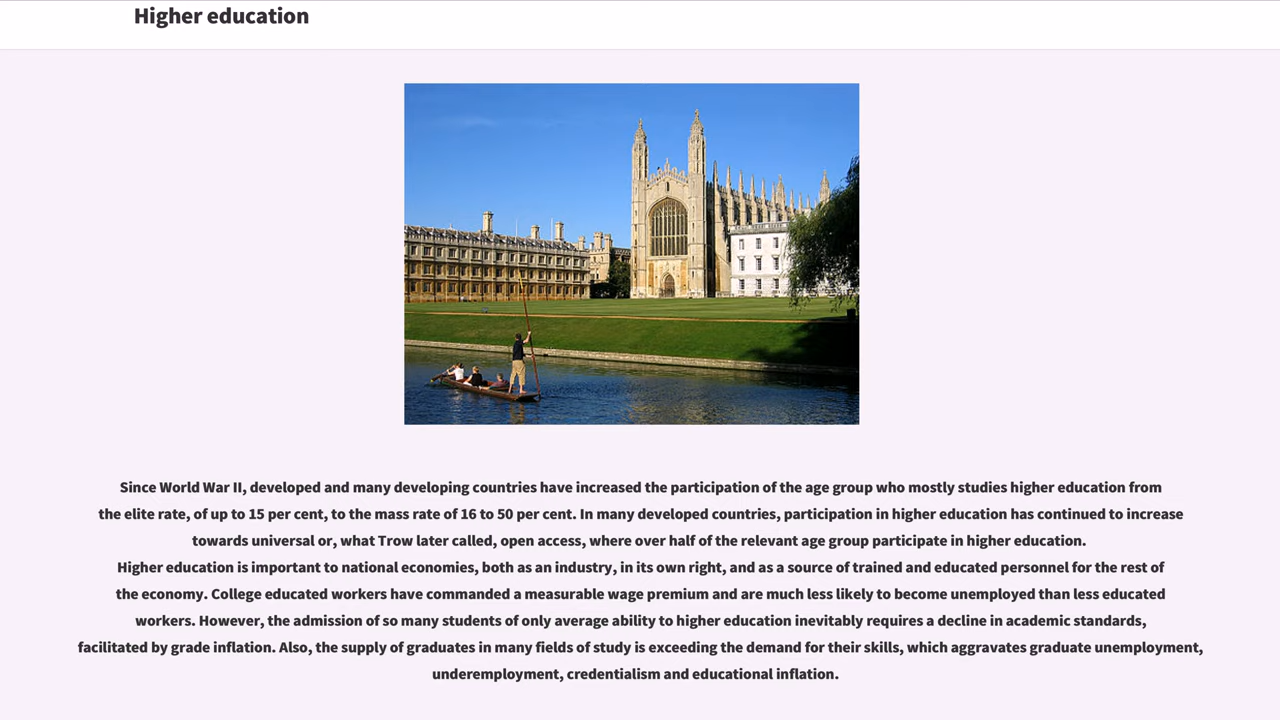 Higher education
Since World War II, developed and many developing countries have increased the participation of the age group who mostly studies higher education from
the elite rate, of up to 15 per cent, to the mass rate of 16 to 50 per cent. In many developed countries, participation in higher education has continued to increase
towards universal or, what Trow later called, open access, where over half of the relevant age group participate in higher education.
Higher education is important to national economies, both as an industry, in its own right, and as a source of trained and educated personnel for the rest of
the economy. College educated workers have commanded a measurable wage premium and are much less likely to become unemployed than less educated
workers. However, the admission of so many students of only average ability to higher education inevitably requires a decline in academic standards,
facilitated by grade inflation. Also, the supply of graduates in many fields of study is exceeding the demand for their skills, which aggravates graduate unemployment,
underemployment, credentialism and educational inflation.